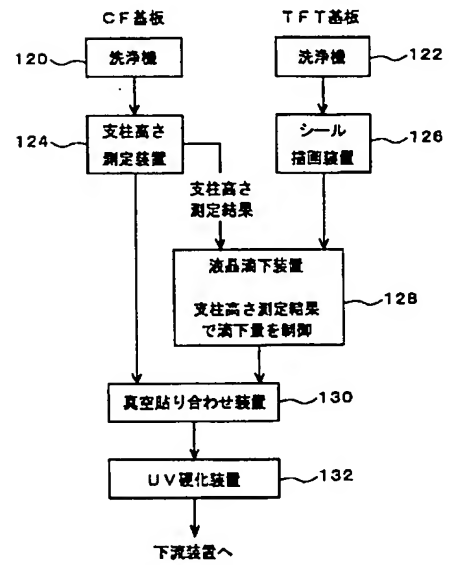 CF基板
TFT基板
120
洗浄機
洗浄機
122
124
支柱高さ
測定装置
シール
描画装置
126
支柱高さ
測定結果
液晶滴下装置
支柱高さ測定結果
で滴下量を制御
128
真空貼り合わせ装置
130
UV硬化装置
132
下流装置へ